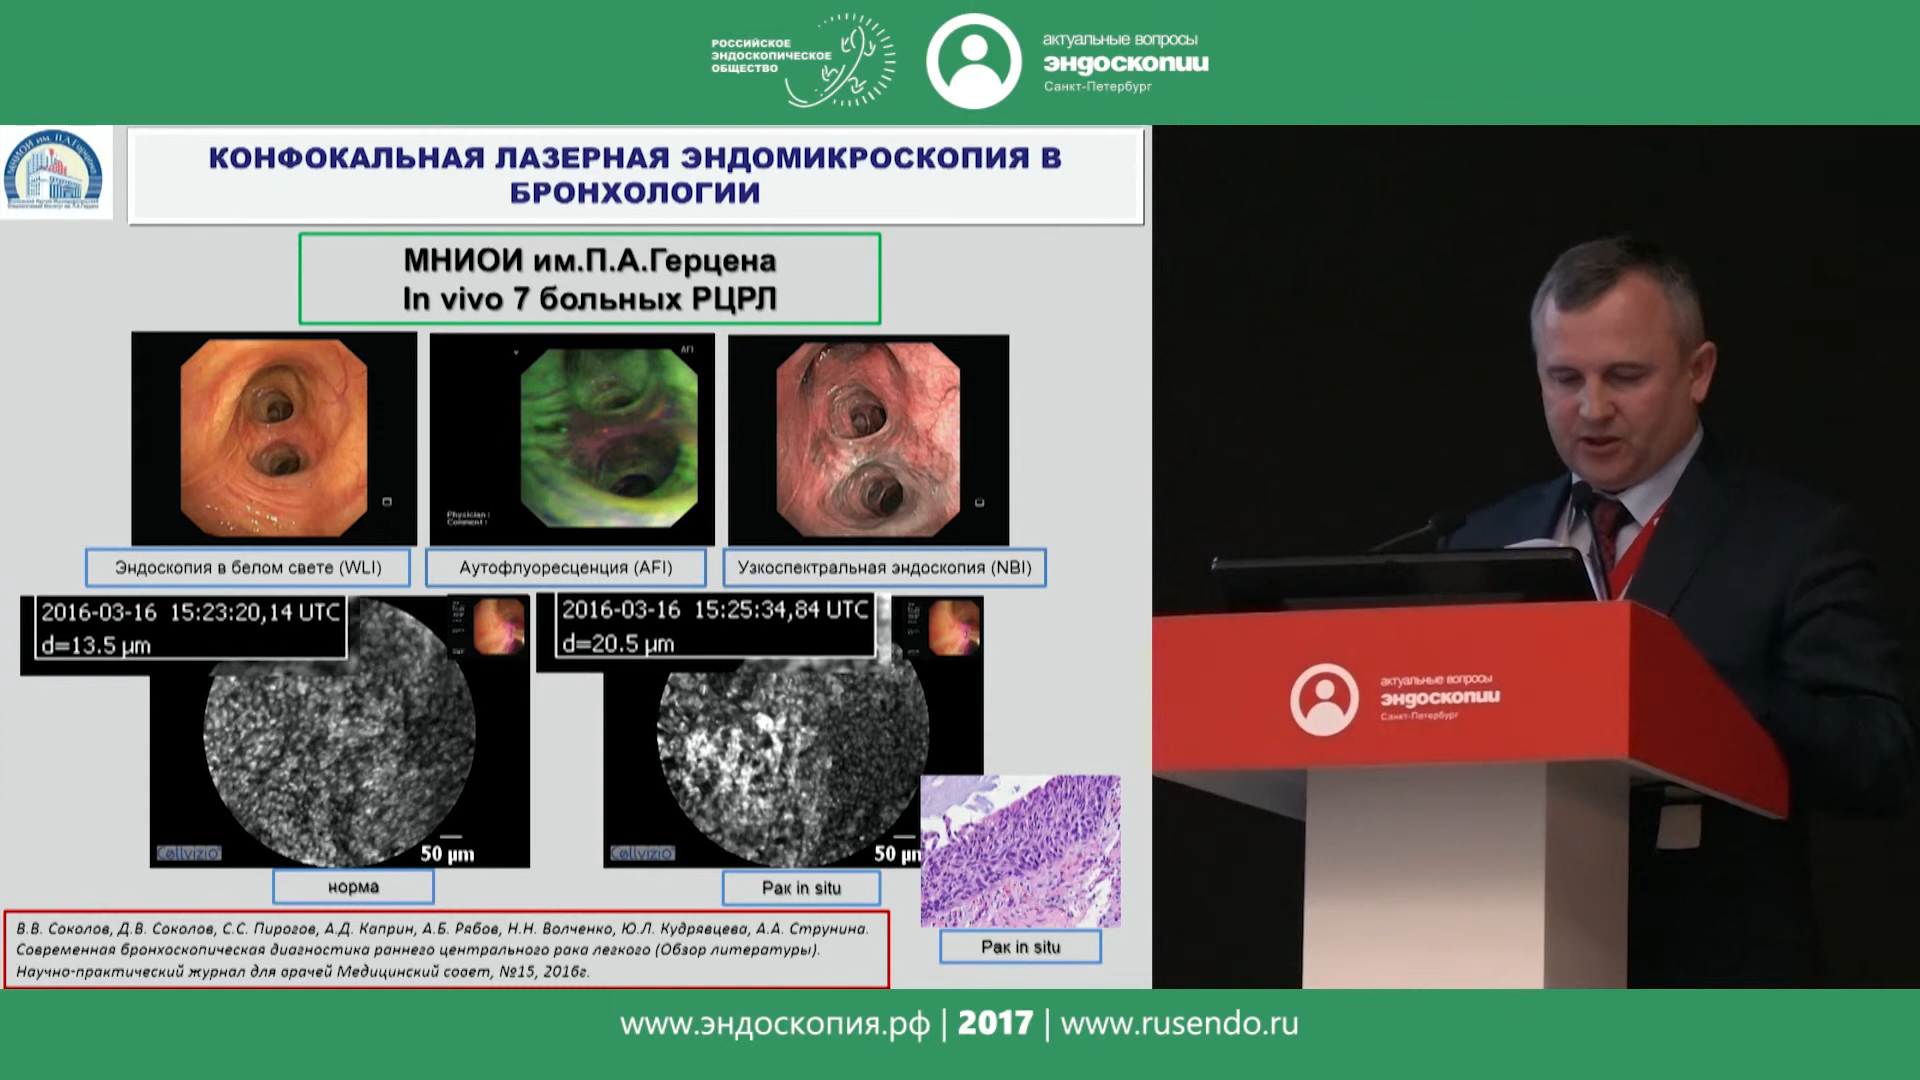 РОССИЙСКОЕ
ЭНДОСКОПИЧЕСКОЕ
ОБЩЕСТВО
актуальные вопросы
эндоскопии
Санкт-Петербург
КОНФОКАЛЬНАЯ ЛАЗЕРНАЯ ЭНДОМИКРОСКОПИЯ В
БРОНХОЛОГИИ
МНИОИ им.П.А.Герцена
In vivo 7 больных РЦРЛ
AFI
Physician:
Comment:
Эндоскопия в белом свете (WLI)
Аутофлуоресценция (AFI)
Узкоспектральная эндоскопия (NBI)
2016-03-16 15:23:20,14 UTC
d=13.5 µm
2016-03-16 15:25:34,84 UTC
d=20.5 µm
Cellvizio
50 µm
Cellvizio
50 µm
норма
Рак in situ
Рак in situ
В.В. Соколов, Д.В. Соколов, С.С. Пирогов, А.Д. Каприн, А.Б. Рябов, Н.Н. Волченко, Ю.Л. Кудрявцева, А.А. Струнина.
Современная бронхоскопическая диагностика раннего центрального рака легкого (Обзор литературы).
Научно-практический журнал для врачей Медицинский совет, №15, 2016г.
актуальные вопросы
эндоскопии
Санкт-Петербург
www.эндоскопия.рф | 2017 | www.rusendo.ru